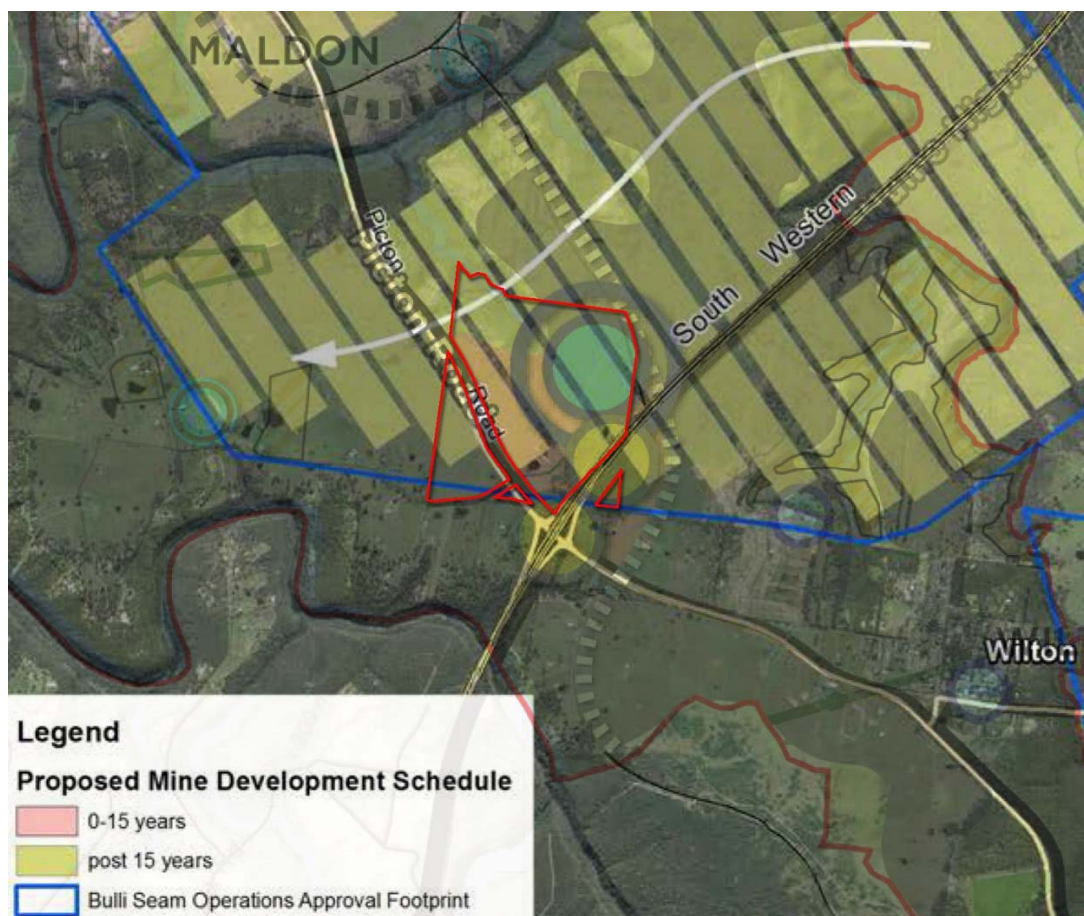 MALDON
Picton
Picton Road
Road
South
Western
Wilton
Legend
Proposed Mine Development Schedule
0-15 years
post 15 years
Bulli Seam Operations Approval Footprint